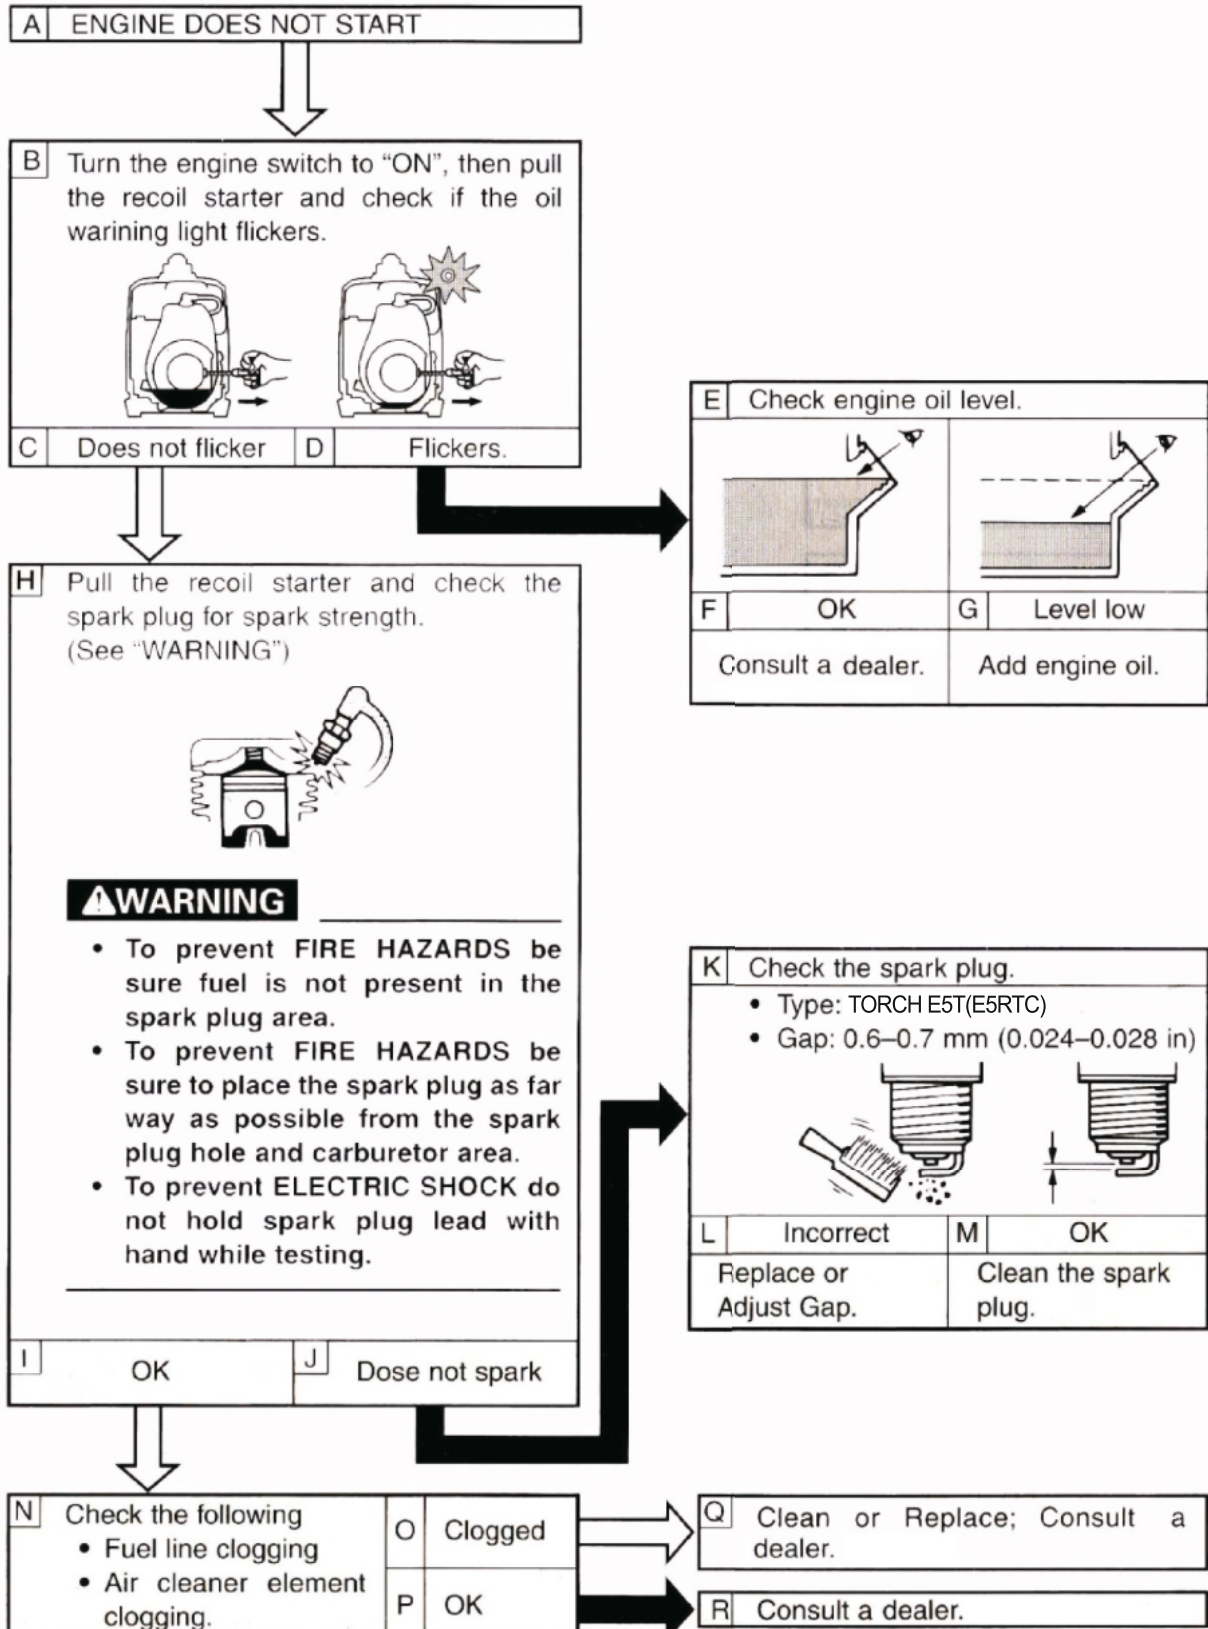 A ENGINE DOES NOT START
B Turn the engine switch to “ON”, then pull
the recoil starter and check if the oil
warining light flickers.
C Does not flicker D Flickers.
E Check engine oil level.
F OK G Level low
Consult a dealer. Add engine oil.
H Pull the recoil starter and check the
spark plug for spark strength.
(See “WARNING”)
WARNING
• To prevent FIRE HAZARDS be
sure fuel is not present in the
spark plug area.
• To prevent FIRE HAZARDS be
sure to place the spark plug as far
way as possible from the spark
plug hole and carburetor area.
• To prevent ELECTRIC SHOCK do
not hold spark plug lead with
hand while testing.
I OK J Dose not spark
K Check the spark plug.
• Type: TORCH E5T(E5RTC)
• Gap: 0.6–0.7 mm (0.024–0.028 in)
L Incorrect M OK
Replace or Clean the spark
Adjust Gap. plug.
N Check the following
• Fuel line clogging
• Air cleaner element
clogging.
O Clogged
P OK
Q Clean or Replace; Consult a
dealer.
R Consult a dealer.